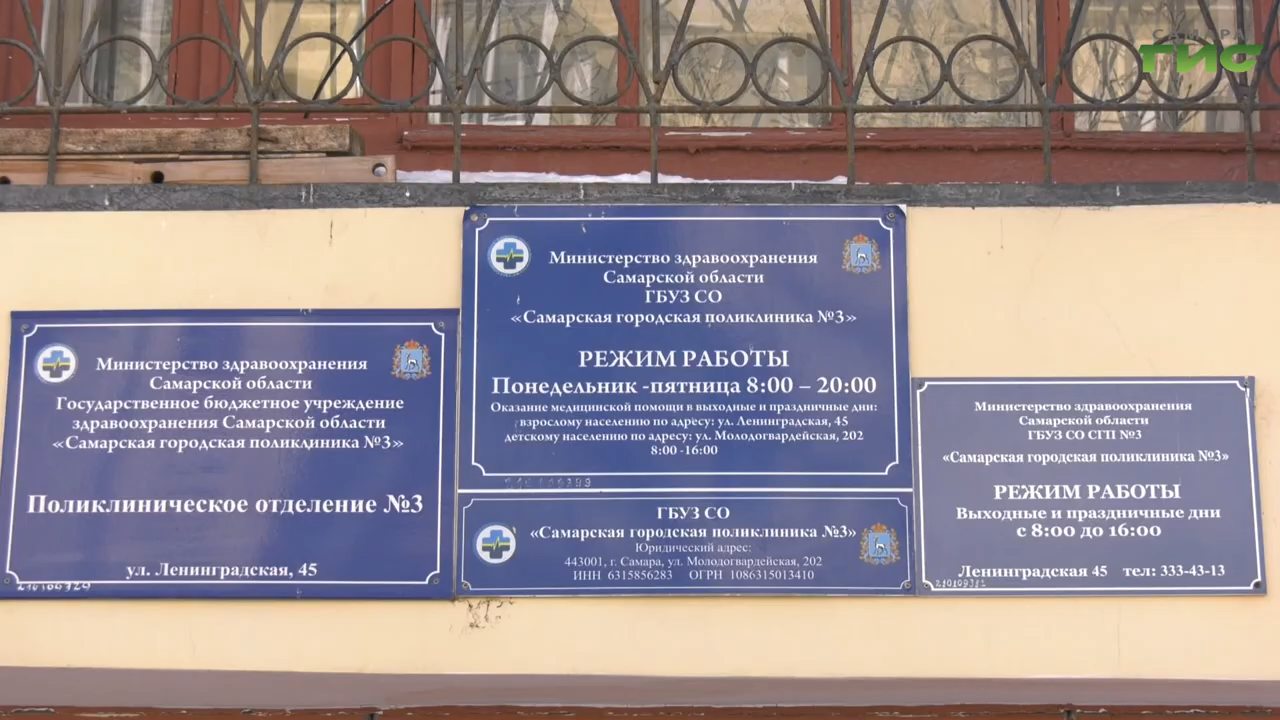 САМАРА
ГИС
Министерство здравоохранения
Самарской области
Государственное бюджетное учреждение
здравоохранения Самарской области
«Самарская городская поликлиника №3»
Поликлиническое отделение №3
ул. Ленинградская, 45
Министерство здравоохранения
Самарской области
ГБУЗ СО
«Самарская городская поликлиника №3»
РЕЖИМ РАБОТЫ
Понедельник -пятница 8:00 – 20:00
Оказание медицинской помощи в выходные и праздничные дни:
взрослому населению по адресу: ул. Ленинградская, 45
детскому населению по адресу: ул. Молодогвардейская, 202
8:00 -16:00
ГБУЗ СО
«Самарская городская поликлиника №3»
Юридический адрес:
443001, г. Самара, ул. Молодогвардейская, 202
ИНН 6315856283 ОГРН 1086315013410
Министерство здравоохранения
Самарской области
ГБУЗ СО СГП №3
«Самарская городская поликлиника №3»
РЕЖИМ РАБОТЫ
Выходные и праздничные дни
с 8:00 до 16:00
Ленинградская 45 тел: 333-43-13